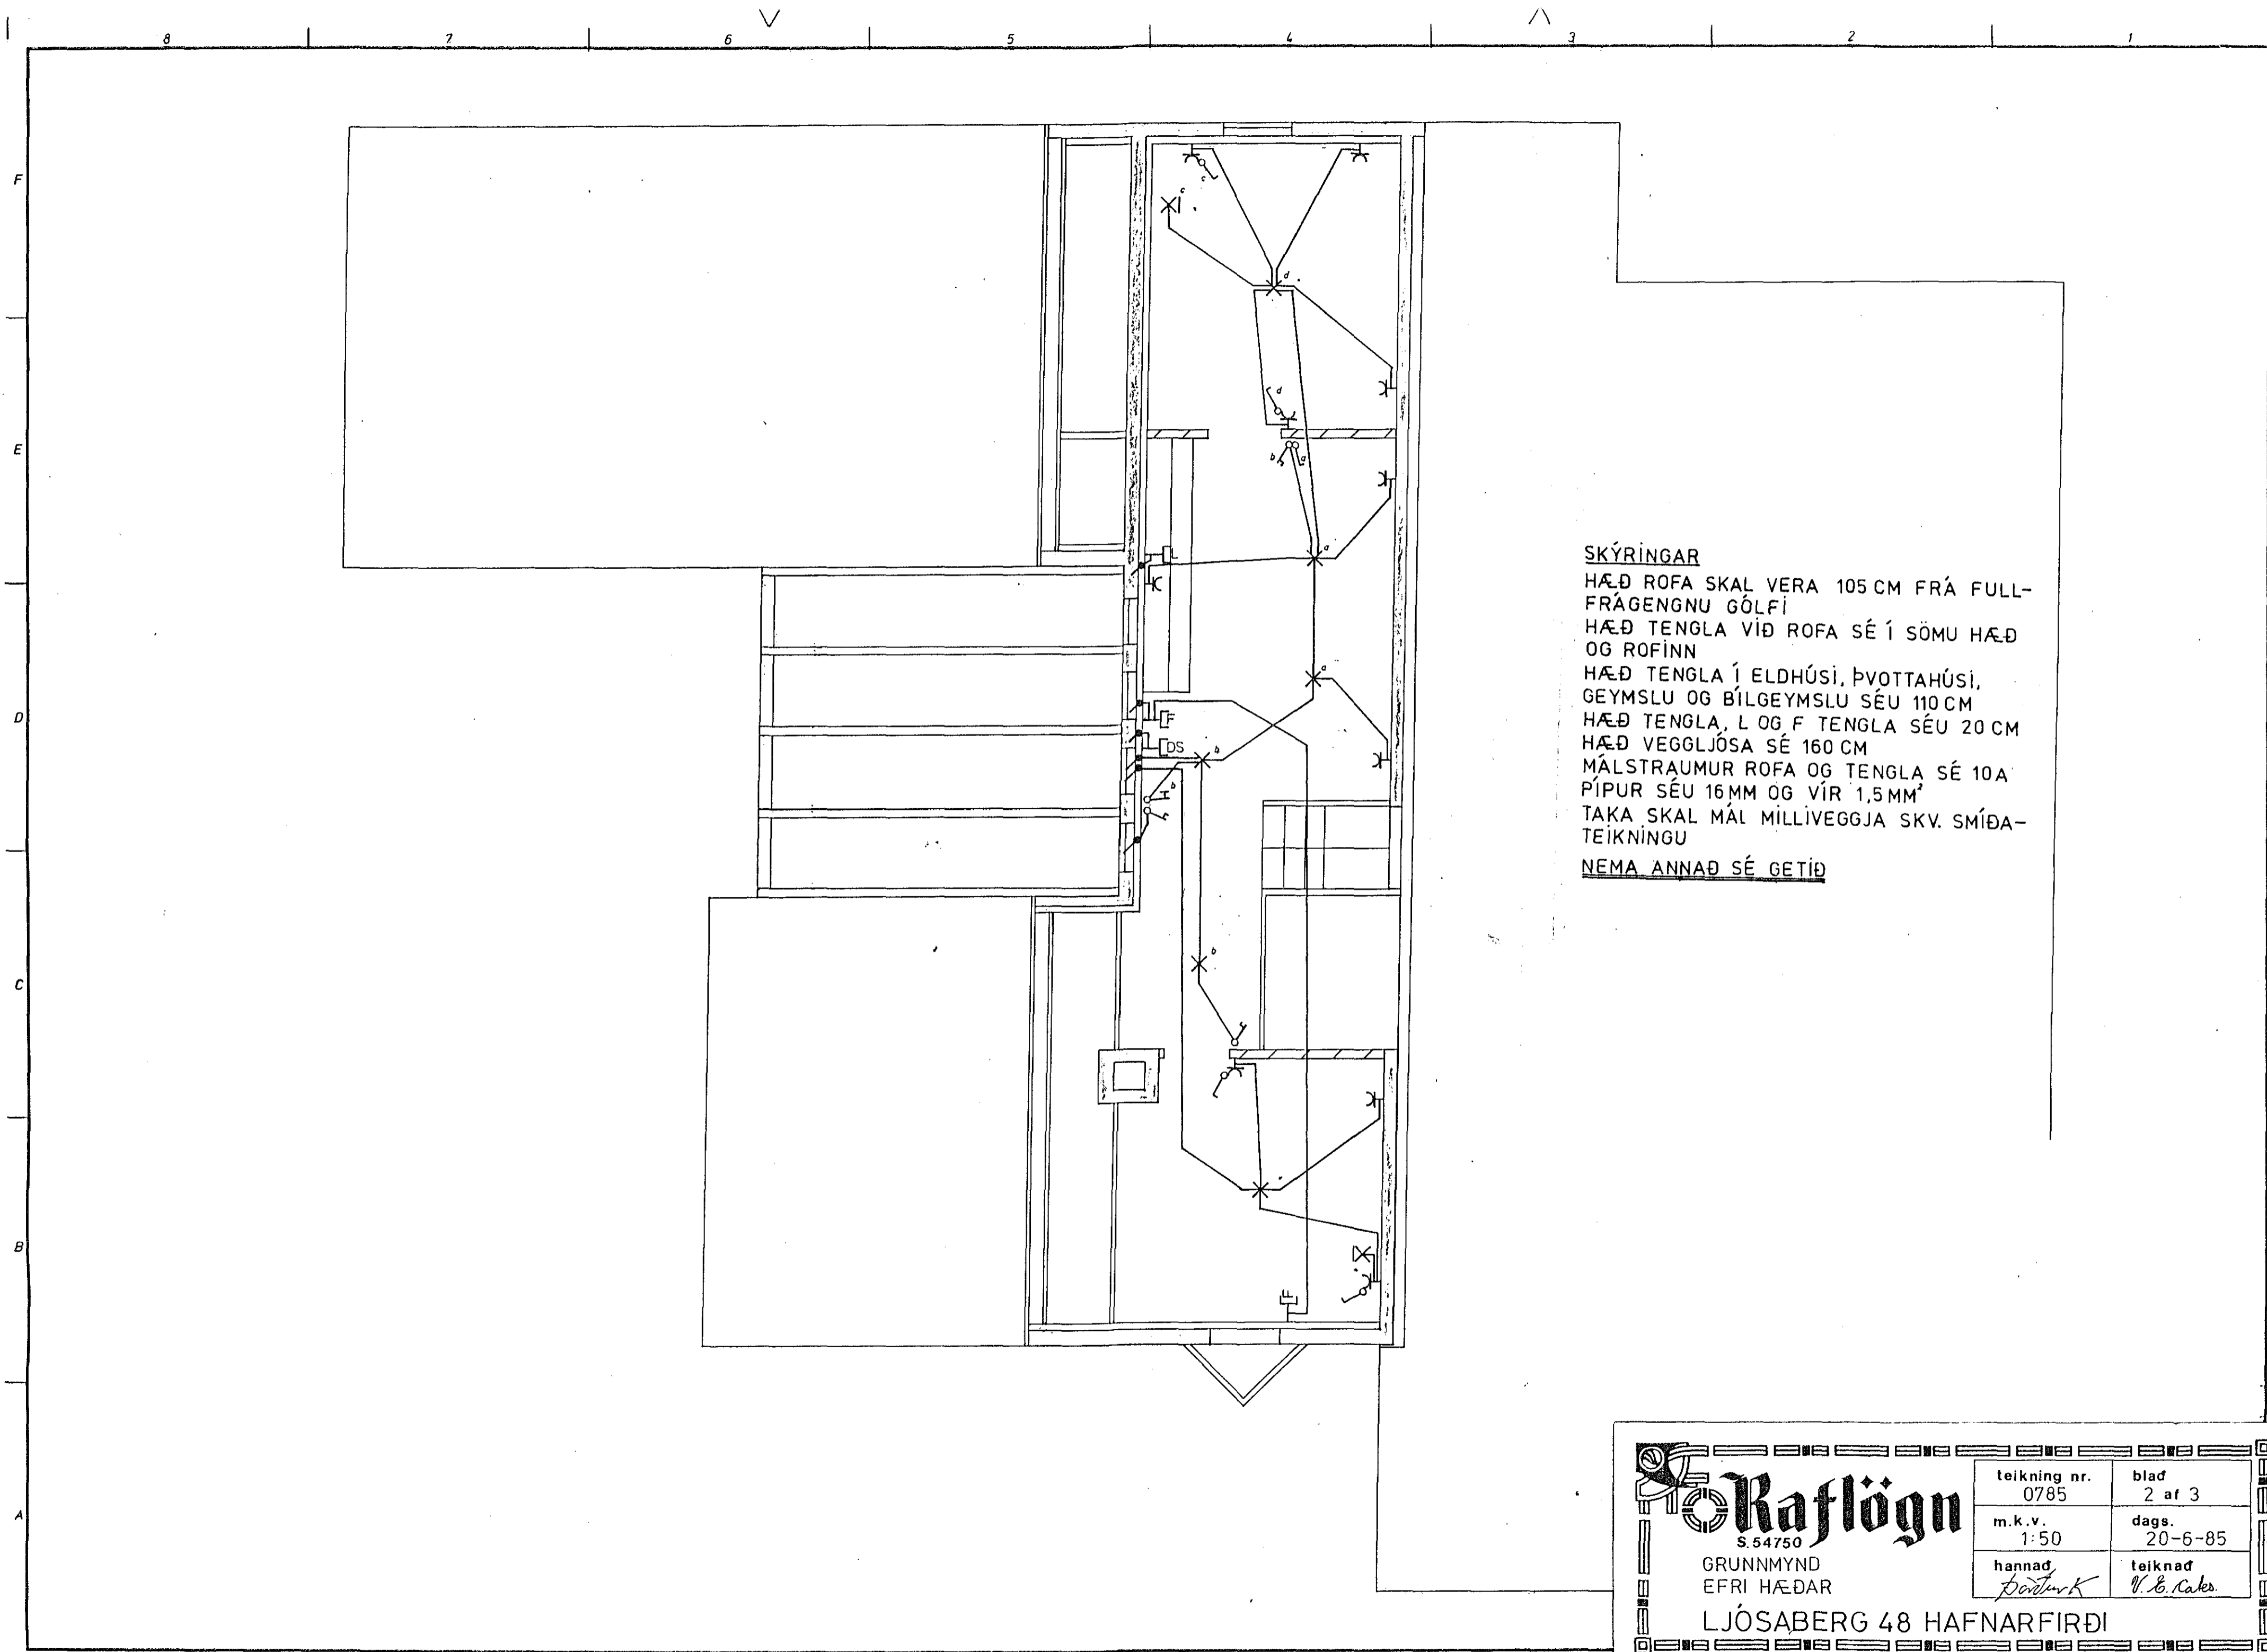 8 7 6 5 4 3 2 1
F
E
D
C
B
A
c
c
d
d
b a
a
L
a
F
DS
b
b
b
F
SKÝRINGAR
HÆÐ ROFA SKAL VERA 105 CM FRÁ FULL-
FRÁGENGNU GÓLFI
HÆÐ TENGLA VIÐ ROFA SÉ Í SÖMU HÆÐ
OG ROFINN
HÆÐ TENGLA Í ELDHÚSI, ÞVOTTAHÚSI,
GEYMSLU OG BÍLGEYMSLU SÉU 110 CM
HÆÐ TENGLA, L OG F TENGLA SÉU 20 CM
HÆÐ VEGGLJÓSA SÉ 160 CM
MÁLSTRAUMUR ROFA OG TENGLA SÉ 10A
PÍPUR SÉU 16 MM OG VÍR 1,5 MM²
TAKA SKAL MÁL MILLIVEGGJA SKV. SMÍÐA-
TEIKNINGU
NEMA ANNAÐ SÉ GETIÐ
Raflögn
S. 54750
GRUNNMYND
EFRI HÆÐAR
LJÓSABERG 48 HAFNARFIRÐI
teikning nr.
0785
blað
2 af 3
m.k.v.
1:50
dags.
20-6-85
hannað
teiknað